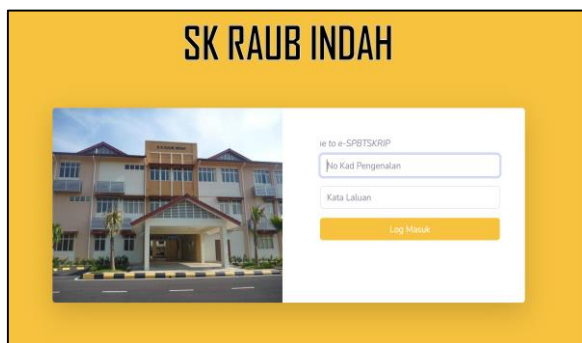 SK RAUB INDAH
ie to e-SPBTSKRIP
No Kad Pengenalan
Kata Laluan
Log Masuk